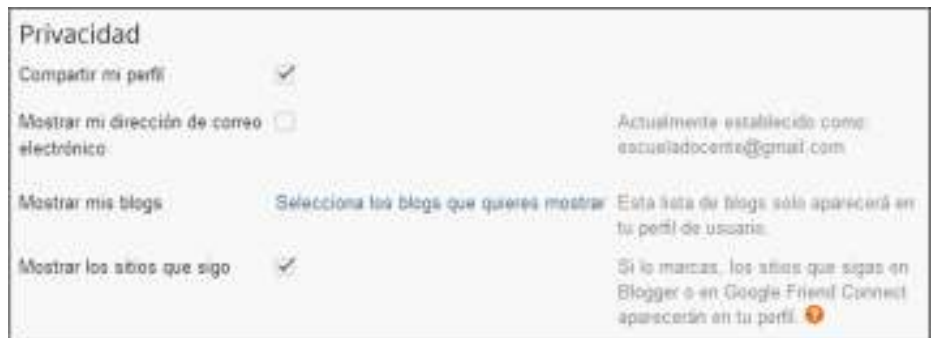 Privacidad
Compartir mi perfil
Mostrar mi dirección de correo
electrónico
Actualmente establecido como:
escueladocente@gmail.com
Mostrar mis blogs
Selecciona los blogs que quieres mostrar
Esta lista de blogs solo aparecerá en
tu perfil de usuario.
Mostrar los sitios que sigo
Si lo marcas, los sitios que sigas en
Blogger o en Google Friend Connect
aparecerán en tu perfil. ?